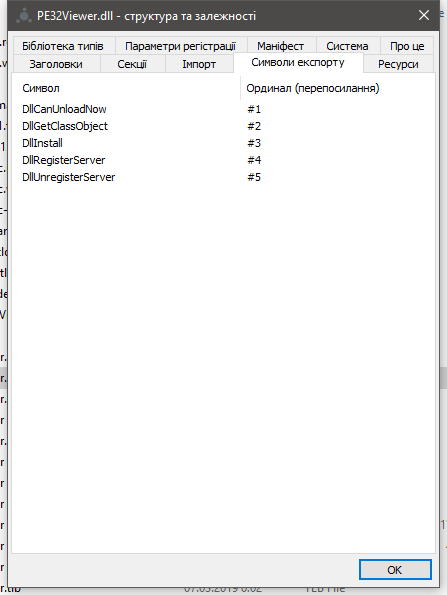 PE32Viewer.dll - структура та залежності
Бібліотека типів Параметри регістрації Маніфест Система Про це
Заголовки Секції Імпорт Символи експорту Ресурси
Символ Ординал (перепосилання)
DllCanUnloadNow #1
DllGetClassObject #2
DllInstall #3
DllRegisterServer #4
DllUnregisterServer #5
OK